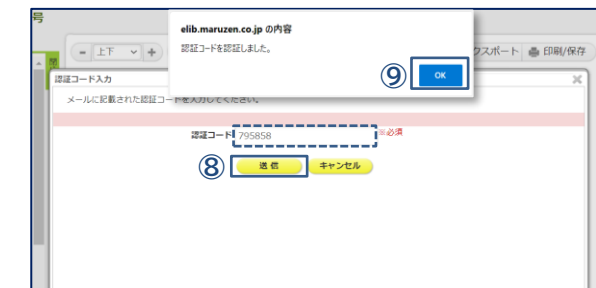 号
elib.maruzen.co.jp の内容
認証コードを認証しました。
⑨ OK
- 上下 +
クスポート 印刷/保存
認証コード入力
メールに記載された認証コードを入力してください。
認証コード 795858 ※必須
⑧ 送信 キャンセル